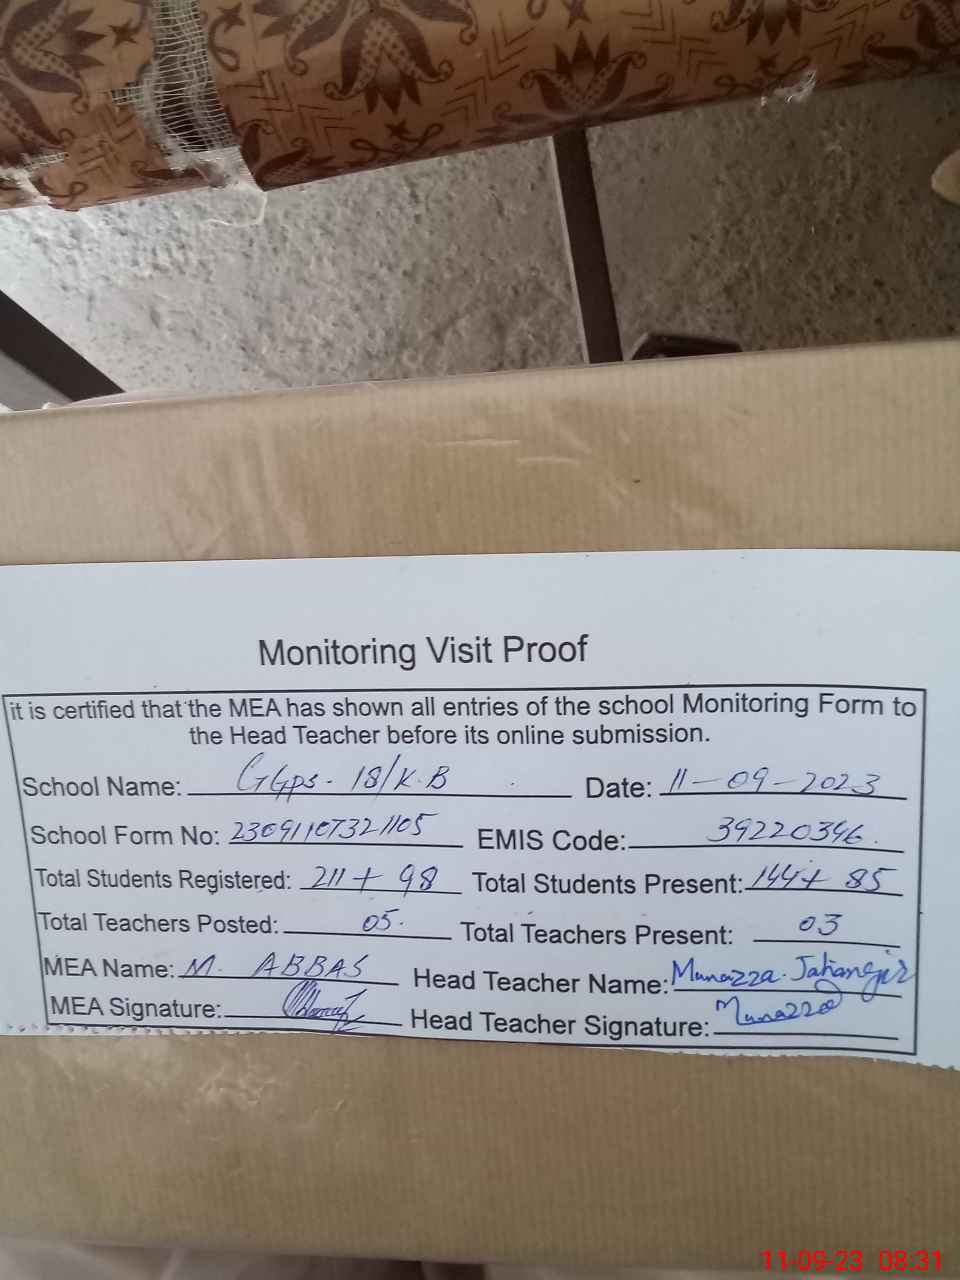 Monitoring Visit Proof
it is certified that the MEA has shown all entries of the school Monitoring Form to
the Head Teacher before its online submission.
School Name: GGps - 18/K.B Date: 11-09-2023
School Form No: 23091107321105 EMIS Code: 39220396.
Total Students Registered: 211 + 98 Total Students Present: 144 + 85
Total Teachers Posted: 05. Total Teachers Present: 03
MEA Name: M. ABBAS Head Teacher Name: Munazza Jahangir
MEA Signature: Head Teacher Signature: Munazza
11-09-23 08:31